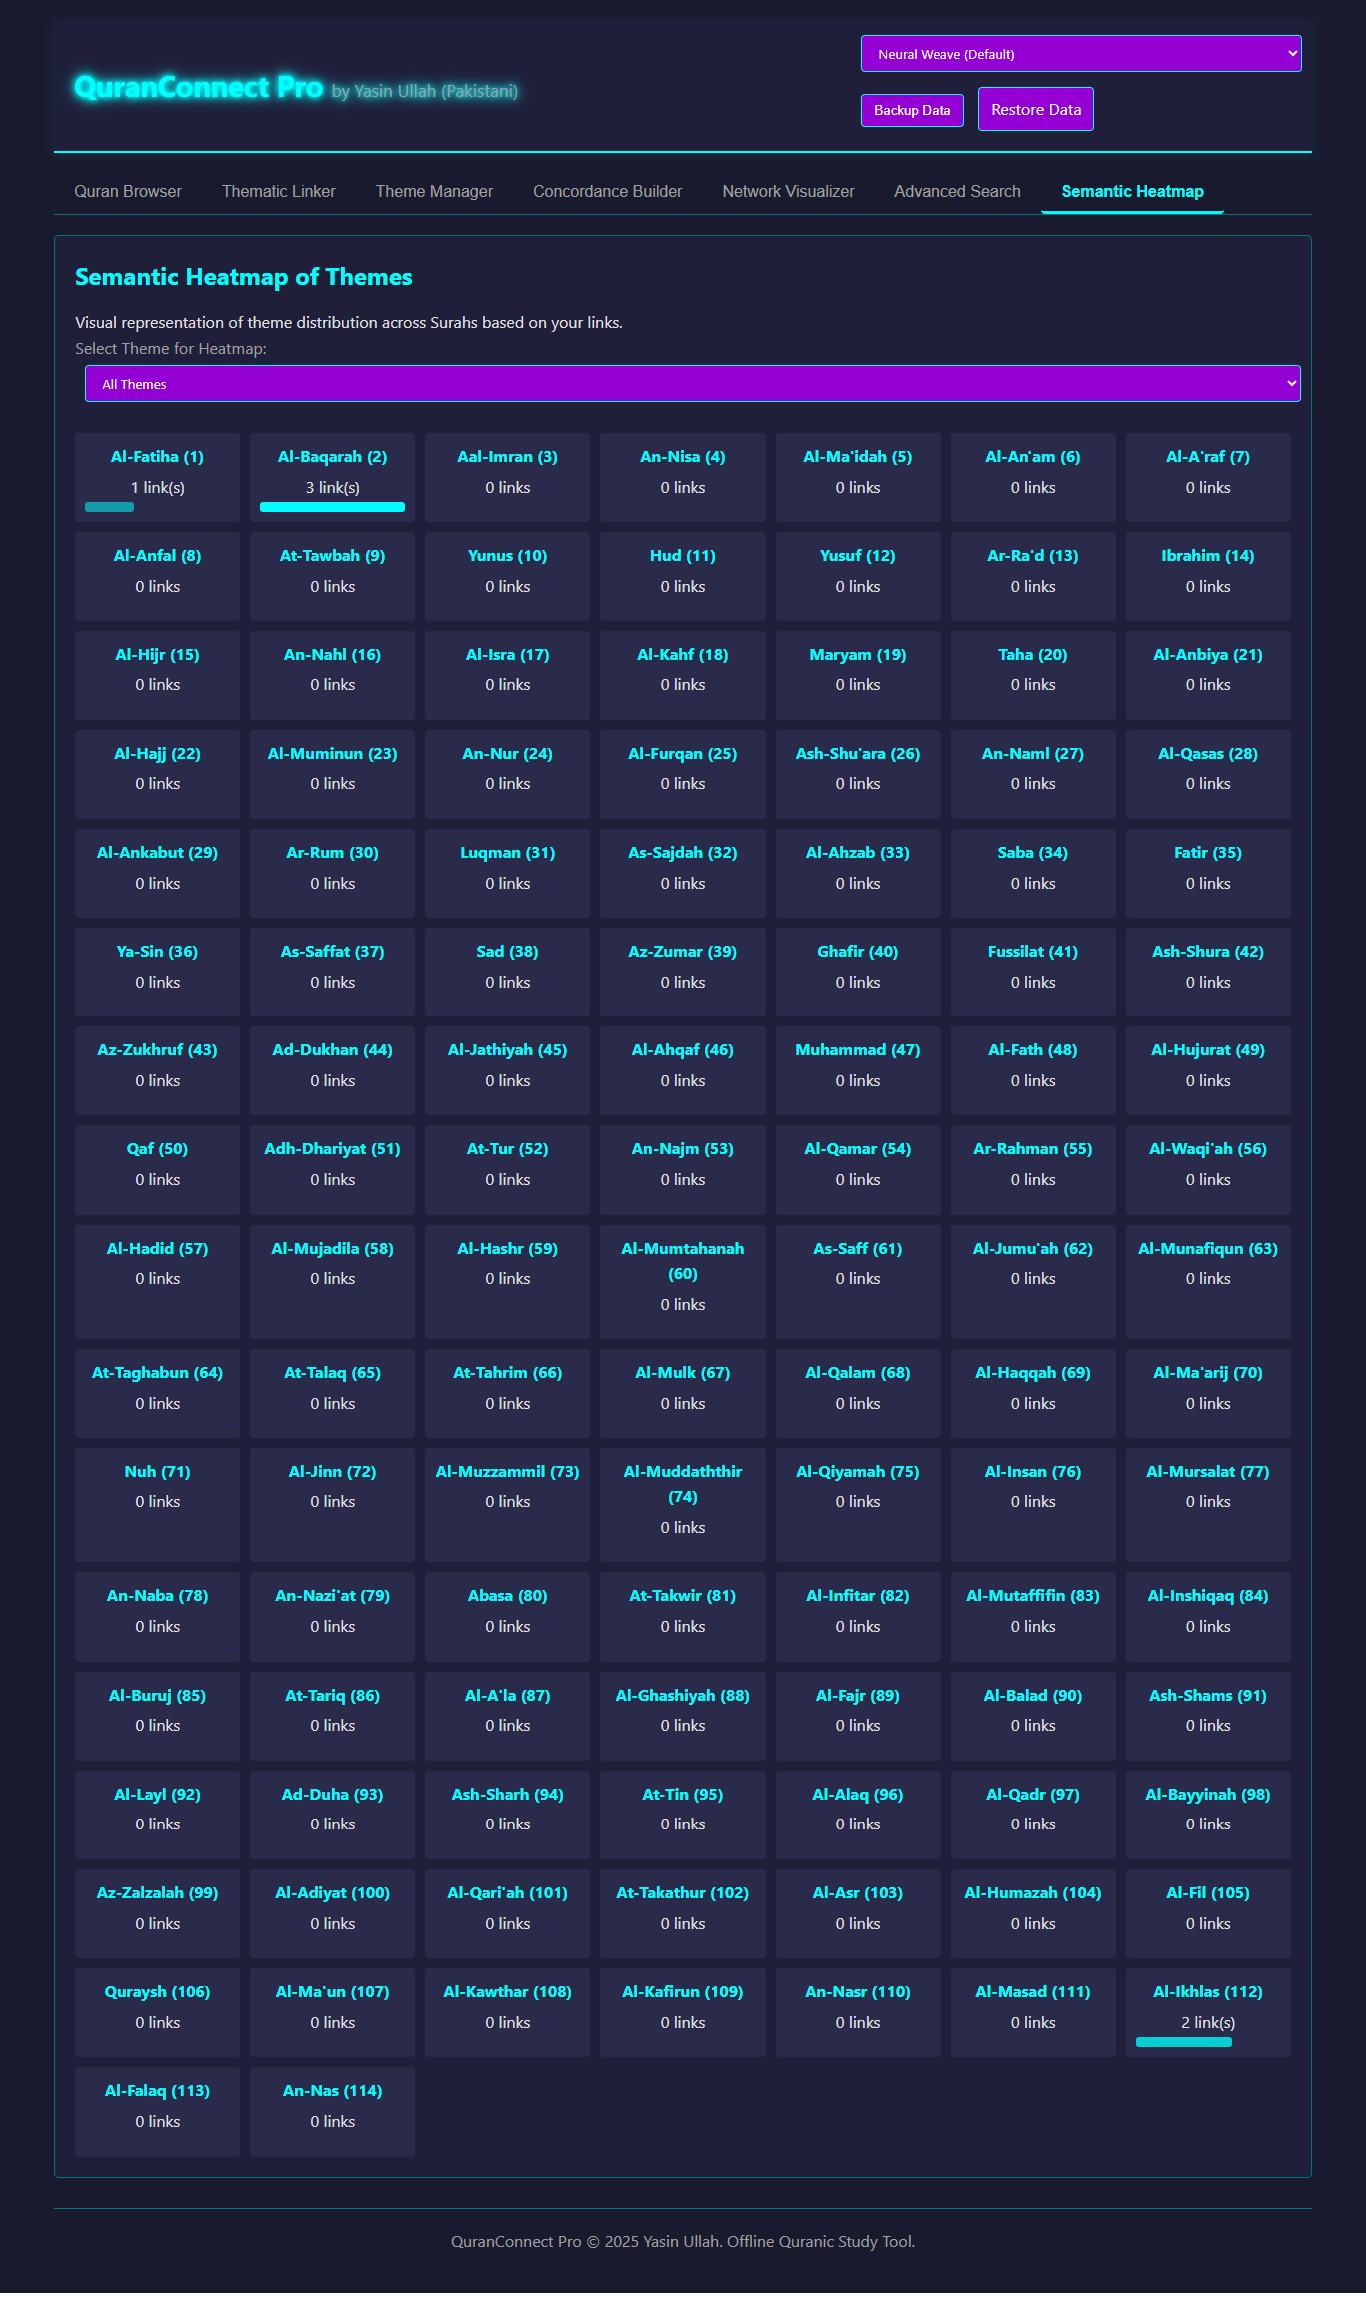 QuranConnect Pro by Yasin Ullah (Pakistani)
Neural Weave (Default)
Backup Data Restore Data
Quran Browser Thematic Linker Theme Manager Concordance Builder Network Visualizer Advanced Search Semantic Heatmap
Semantic Heatmap of Themes
Visual representation of theme distribution across Surahs based on your links.
Select Theme for Heatmap:
All Themes
Al-Fatiha (1) Al-Baqarah (2) Aal-Imran (3) An-Nisa (4) Al-Ma'idah (5) Al-An'am (6) Al-A'raf (7)
1 link(s) 3 link(s) 0 links 0 links 0 links 0 links 0 links
Al-Anfal (8) At-Tawbah (9) Yunus (10) Hud (11) Yusuf (12) Ar-Ra'd (13) Ibrahim (14)
0 links 0 links 0 links 0 links 0 links 0 links 0 links
Al-Hijr (15) An-Nahl (16) Al-Isra (17) Al-Kahf (18) Maryam (19) Taha (20) Al-Anbiya (21)
0 links 0 links 0 links 0 links 0 links 0 links 0 links
Al-Hajj (22) Al-Muminun (23) An-Nur (24) Al-Furqan (25) Ash-Shu'ara (26) An-Naml (27) Al-Qasas (28)
0 links 0 links 0 links 0 links 0 links 0 links 0 links
Al-Ankabut (29) Ar-Rum (30) Luqman (31) As-Sajdah (32) Al-Ahzab (33) Saba (34) Fatir (35)
0 links 0 links 0 links 0 links 0 links 0 links 0 links
Ya-Sin (36) As-Saffat (37) Sad (38) Az-Zumar (39) Ghafir (40) Fussilat (41) Ash-Shura (42)
0 links 0 links 0 links 0 links 0 links 0 links 0 links
Az-Zukhruf (43) Ad-Dukhan (44) Al-Jathiyah (45) Al-Ahqaf (46) Muhammad (47) Al-Fath (48) Al-Hujurat (49)
0 links 0 links 0 links 0 links 0 links 0 links 0 links
Qaf (50) Adh-Dhariyat (51) At-Tur (52) An-Najm (53) Al-Qamar (54) Ar-Rahman (55) Al-Waqi'ah (56)
0 links 0 links 0 links 0 links 0 links 0 links 0 links
Al-Hadid (57) Al-Mujadila (58) Al-Hashr (59) Al-Mumtahanah (60) As-Saff (61) Al-Jumu'ah (62) Al-Munafiqun (63)
0 links 0 links 0 links 0 links 0 links 0 links 0 links
At-Taghabun (64) At-Talaq (65) At-Tahrim (66) Al-Mulk (67) Al-Qalam (68) Al-Haqqah (69) Al-Ma'arij (70)
0 links 0 links 0 links 0 links 0 links 0 links 0 links
Nuh (71) Al-Jinn (72) Al-Muzzammil (73) Al-Muddaththir (74) Al-Qiyamah (75) Al-Insan (76) Al-Mursalat (77)
0 links 0 links 0 links 0 links 0 links 0 links 0 links
An-Naba (78) An-Nazi'at (79) Abasa (80) At-Takwir (81) Al-Infitar (82) Al-Mutaffifin (83) Al-Inshiqaq (84)
0 links 0 links 0 links 0 links 0 links 0 links 0 links
Al-Buruj (85) At-Tariq (86) Al-A'la (87) Al-Ghashiyah (88) Al-Fajr (89) Al-Balad (90) Ash-Shams (91)
0 links 0 links 0 links 0 links 0 links 0 links 0 links
Al-Layl (92) Ad-Duha (93) Ash-Sharh (94) At-Tin (95) Al-Alaq (96) Al-Qadr (97) Al-Bayyinah (98)
0 links 0 links 0 links 0 links 0 links 0 links 0 links
Az-Zalzalah (99) Al-Adiyat (100) Al-Qari'ah (101) At-Takathur (102) Al-Asr (103) Al-Humazah (104) Al-Fil (105)
0 links 0 links 0 links 0 links 0 links 0 links 0 links
Quraysh (106) Al-Ma'un (107) Al-Kawthar (108) Al-Kafirun (109) An-Nasr (110) Al-Masad (111) Al-Ikhlas (112)
0 links 0 links 0 links 0 links 0 links 0 links 2 link(s)
Al-Falaq (113) An-Nas (114)
0 links 0 links
QuranConnect Pro © 2025 Yasin Ullah. Offline Quranic Study Tool.